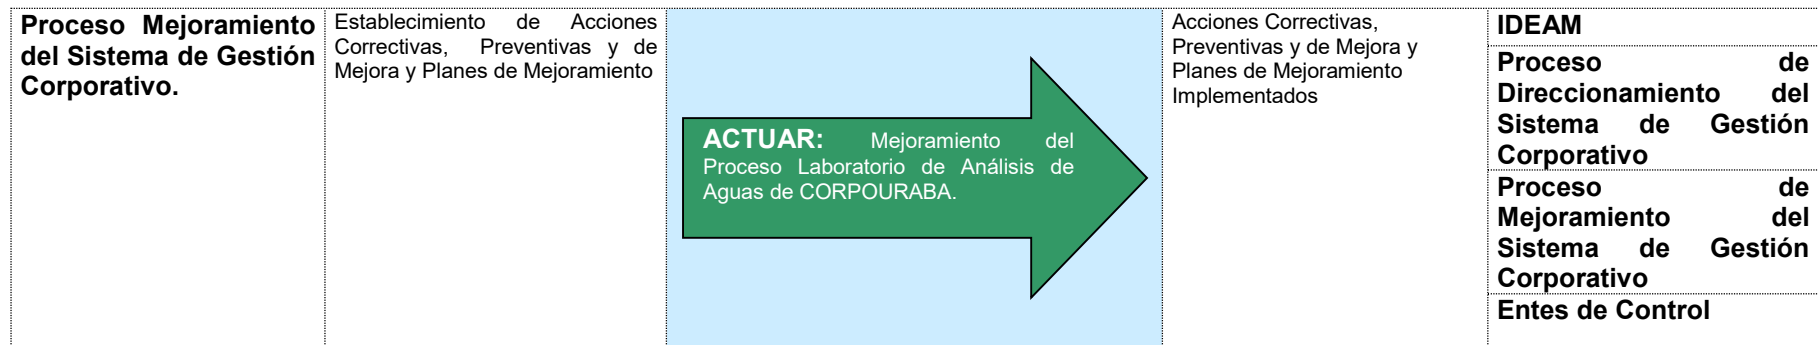 Proceso Mejoramiento
del Sistema de Gestión
Corporativo.
Establecimiento de Acciones
Correctivas, Preventivas y de
Mejora y Planes de Mejoramiento
ACTUAR: Mejoramiento del
Proceso Laboratorio de Análisis de
Aguas de CORPOURABA.
Acciones Correctivas,
Preventivas y de Mejora y
Planes de Mejoramiento
Implementados
IDEAM
Proceso de
Direccionamiento del
Sistema de Gestión
Corporativo
Proceso de
Mejoramiento del
Sistema de Gestión
Corporativo
Entes de Control